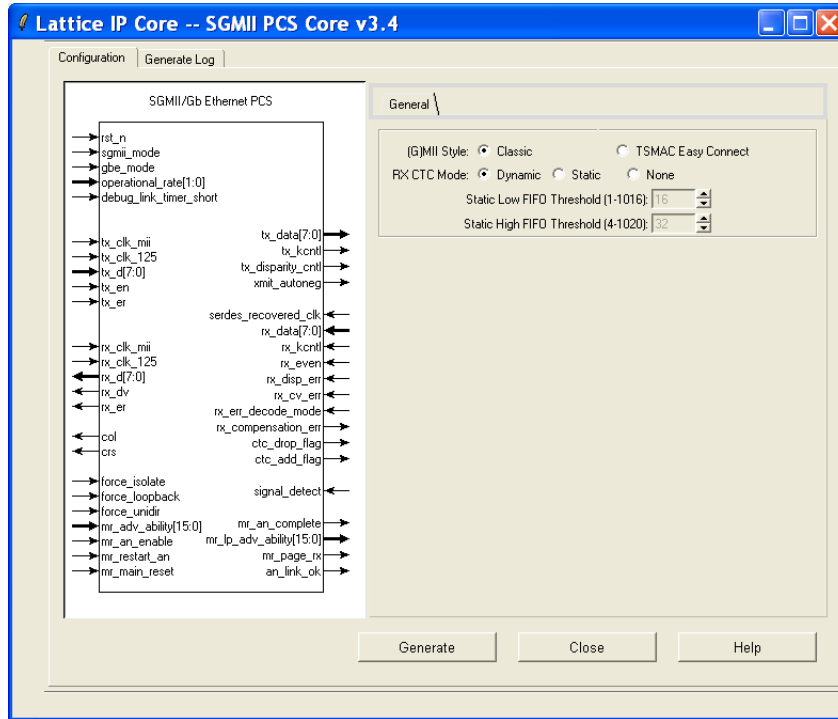 Lattice IP Core -- SGMII PCS Core v3.4
Configuration
Generate Log
SGMII/Gb Ethernet PCS
rst_n
sgmii_mode
gbe_mode
operational_rate[1:0]
debug_link_timer_short
tx_clk_mii
tx_clk_125
tx_d[7:0]
tx_en
tx_er
rx_clk_mii
rx_clk_125
rx_d[7:0]
rx_dv
rx_er
col
crs
force_isolate
force_loopback
force_unidir
mr_adv_ability[15:0]
mr_an_enable
mr_restart_an
mr_main_reset
tx_data[7:0]
tx_kcntl
tx_disparity_cntl
xmit_autoneg
serdes_recovered_clk
rx_data[7:0]
rx_kcntl
rx_even
rx_disp_err
rx_cv_err
rx_err_decode_mode
rx_compensation_err
ctc_drop_flag
ctc_add_flag
signal_detect
mr_an_complete
mr_lp_adv_ability[15:0]
mr_page_rx
an_link_ok
General
(G)MII Style: Classic TSMAC Easy Connect
RX CTC Mode: Dynamic Static None
Static Low FIFO Threshold (1-1016): 16
Static High FIFO Threshold (4-1020): 32
Generate Close Help